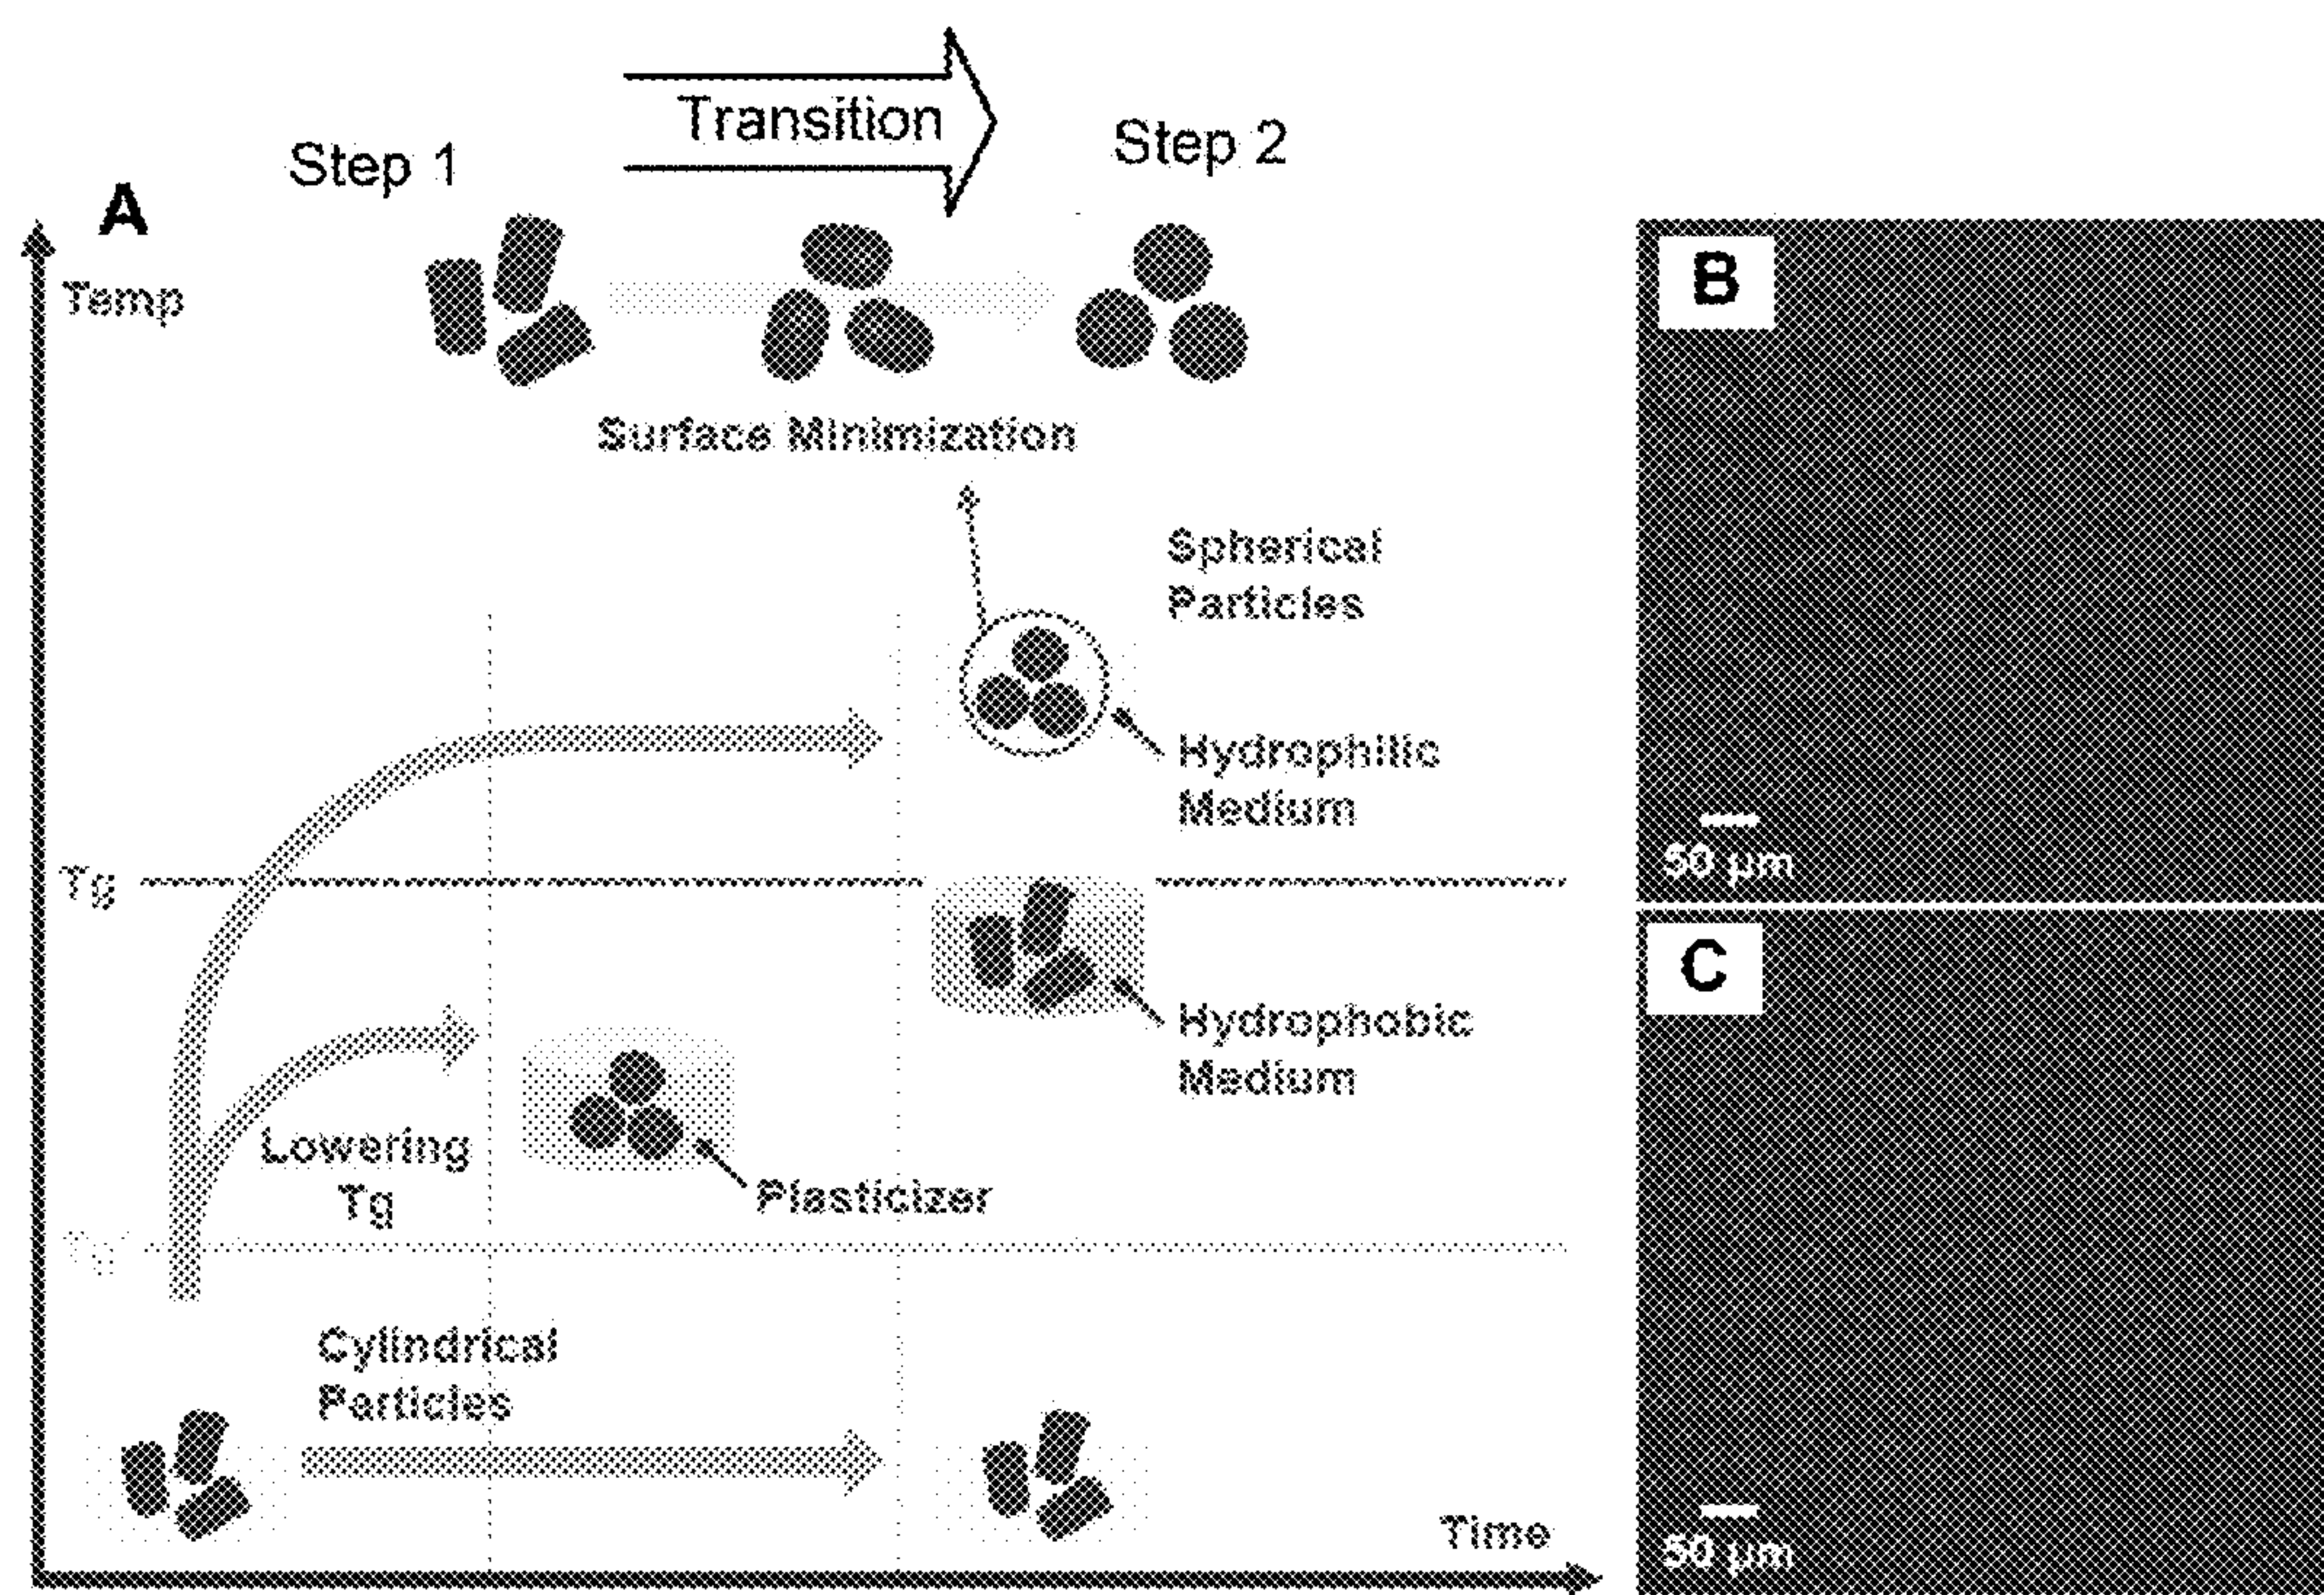 Transition
Step 1
Step 2
A
Temp
Surface Minimization
Spherical
Particles
Hydrophilic
Medium
Tg
Hydrophobic
Medium
Lowering
Tg
Plasticizer
Tg'
Cylindrical
Particles
Time
B
50 µm
C
50 µm